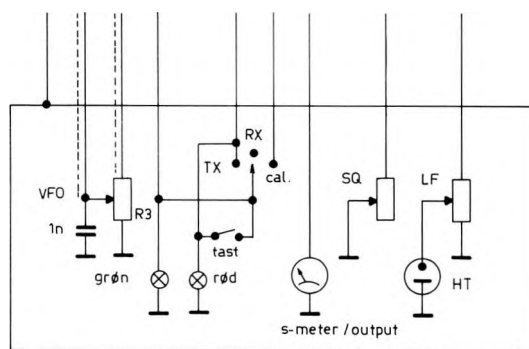 RX
TX
cal.
VFO
R3
1n
tast
grøn
rød
SQ
LF
HT
s-meter / output